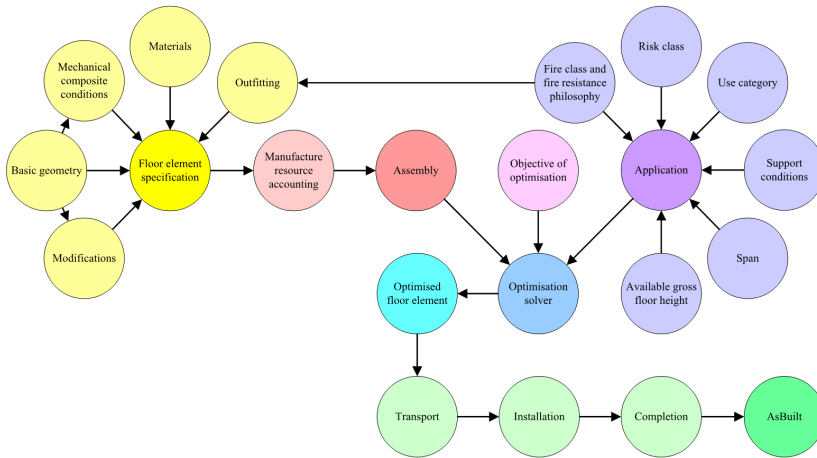 Materials
Risk class
Mechanical
composite
conditions
Outfitting
Fire class and
fire resistance
philosophy
Use category
Basic geometry
Floor element
specification
Manufacture
resource
accounting
Assembly
Objective of
optimisation
Application
Support
conditions
Modifications
Span
Optimised
floor element
Optimisation
solver
Available gross
floor height
Transport
Installation
Completion
AsBuilt